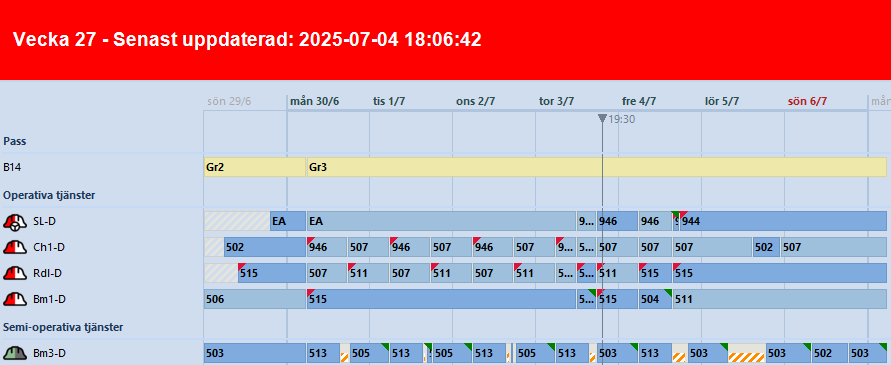 Vecka 27 - Senast uppdaterad: 2025-07-04 18:06:42
sön 29/6 mån 30/6 tis 1/7 ons 2/7 tor 3/7 fre 4/7 lör 5/7 sön 6/7 mån
19:30
Pass
B14 Gr2 Gr3
Operativa tjänster
SL-D EA EA 9... 946 946 944
Ch1-D 502 946 507 946 507 946 507 9... 5... 507 507 507 502 507
Rdl-D 515 507 511 507 511 507 511 5... 5... 511 515 515
Bm1-D 506 515 5... 515 504 511
Semi-operativa tjänster
Bm3-D 503 513 505 513 505 513 505 513 503 513 503 503 502 503